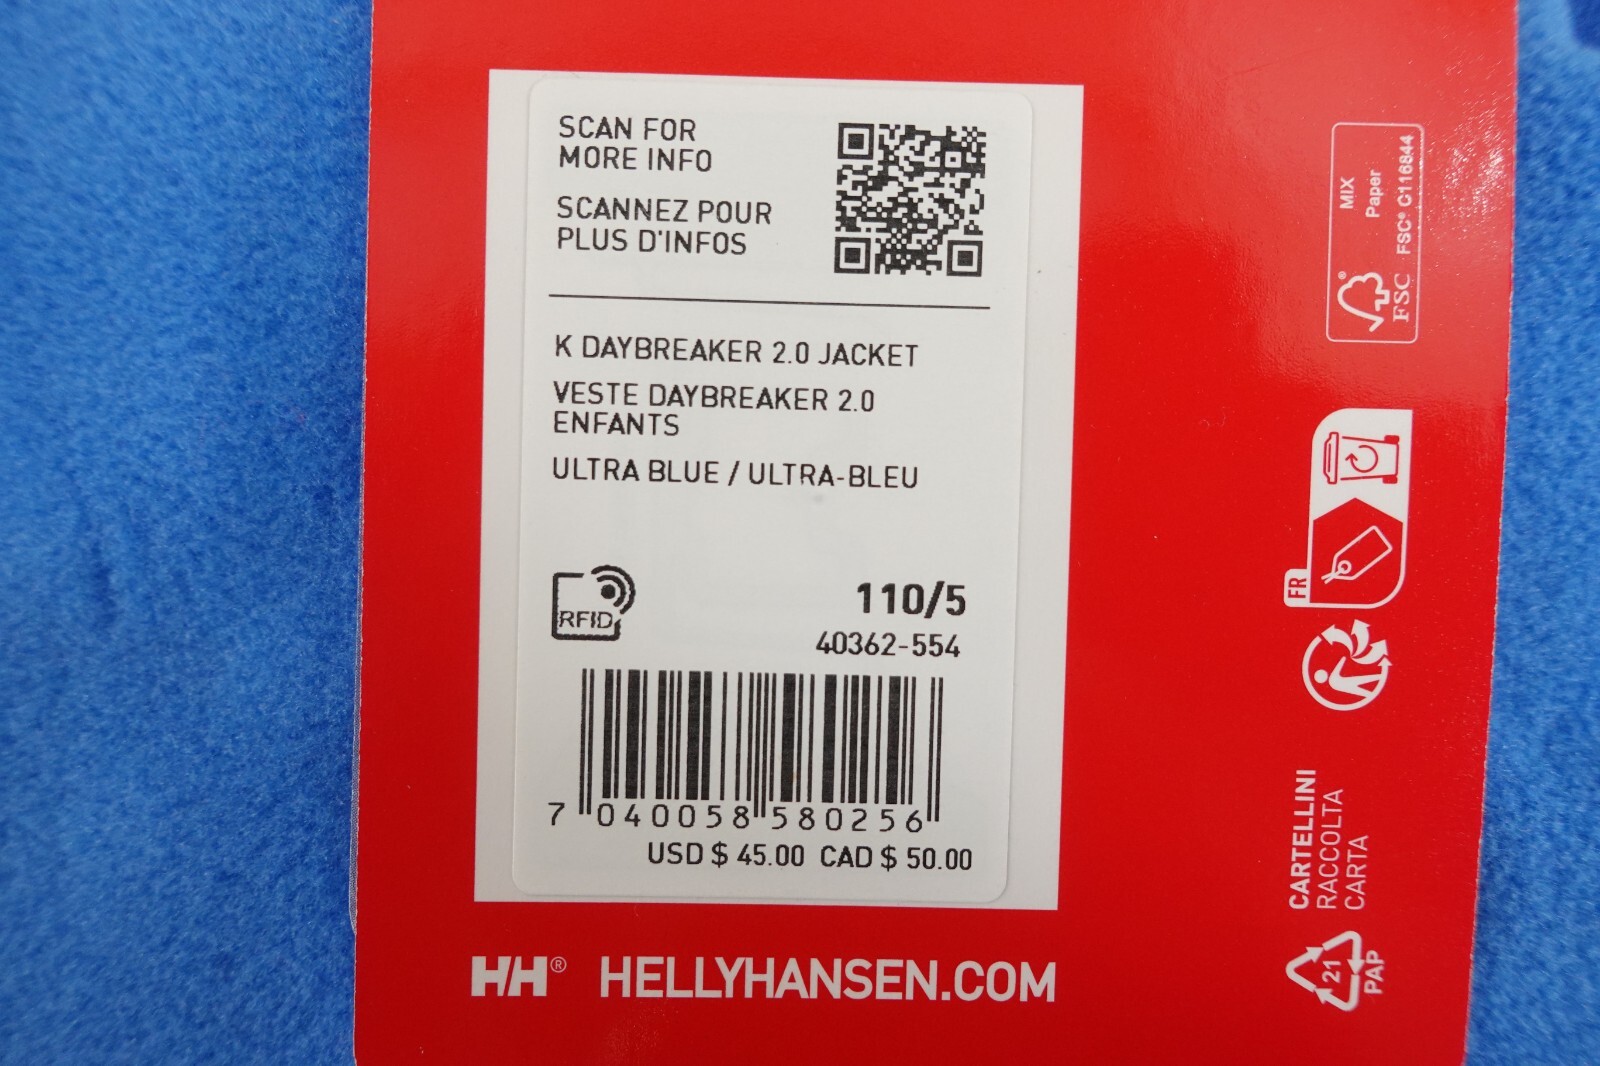 SCAN FOR
MORE INFO
SCANNEZ POUR
PLUS D'INFOS
K DAYBREAKER 2.0 JACKET
VESTE DAYBREAKER 2.0
ENFANTS
ULTRA BLUE / ULTRA-BLEU
RFID
110/5
40362-554
7 040058 580256
USD $ 45.00 CAD $ 50.00
HH® HELLYHANSEN.COM
MIX
Paper
FSC® C116844
FSC
®
FR
CARTELLINI
RACCOLTA
CARTA
21
PAP